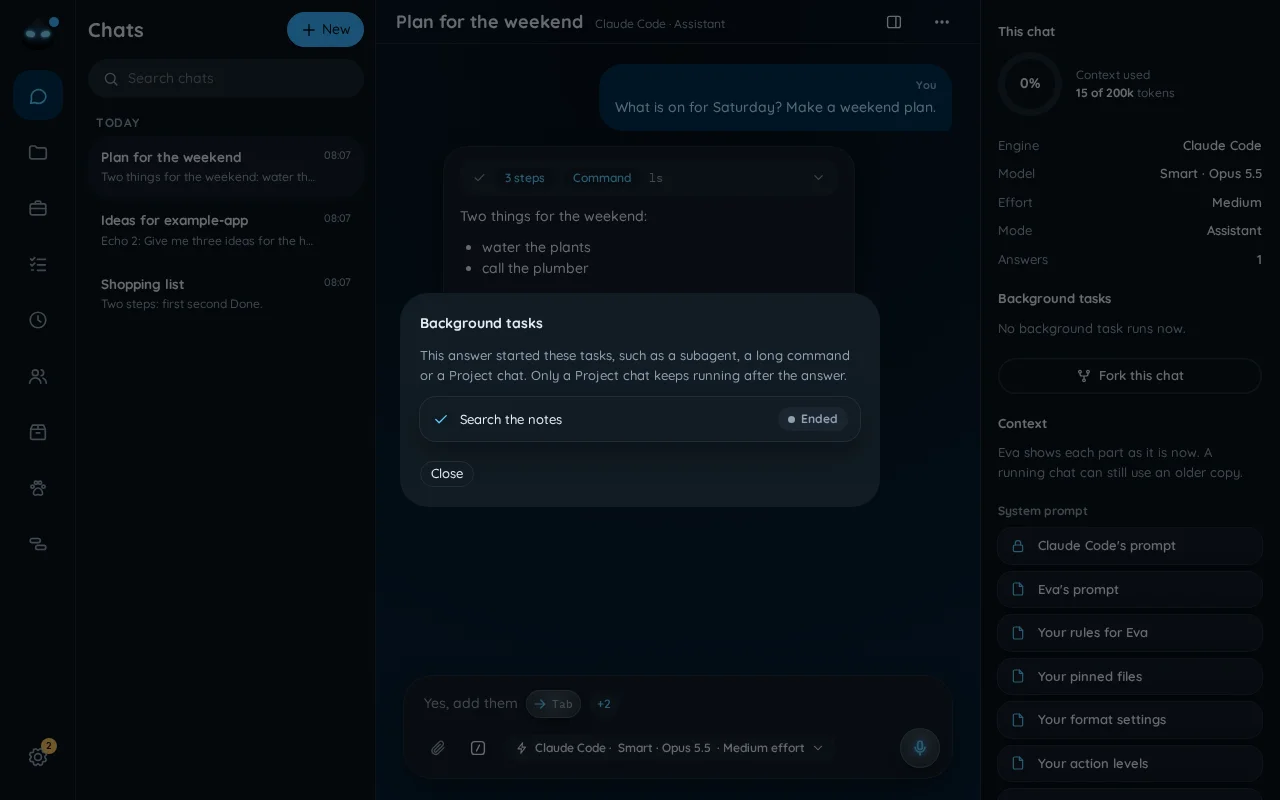 Chats
New
Search chats
TODAY
Plan for the weekend 08:07
Two things for the weekend: water th...
Ideas for example-app 08:07
Echo 2: Give me three ideas for the h...
Shopping list 08:07
Two steps: first second Done.
2
Plan for the weekend Claude Code · Assistant
You
What is on for Saturday? Make a weekend plan.
3 steps Command 1s
Two things for the weekend:
• water the plants
• call the plumber
Background tasks
This answer started these tasks, such as a subagent, a long command
or a Project chat. Only a Project chat keeps running after the answer.
Search the notes Ended
Close
Yes, add them Tab +2
Claude Code · Smart · Opus 5.5 · Medium effort
This chat
0%
Context used
15 of 200k tokens
Engine Claude Code
Model Smart · Opus 5.5
Effort Medium
Mode Assistant
Answers 1
Background tasks
No background task runs now.
Fork this chat
Context
Eva shows each part as it is now. A
running chat can still use an older copy.
System prompt
Claude Code's prompt
Eva's prompt
Your rules for Eva
Your pinned files
Your format settings
Your action levels